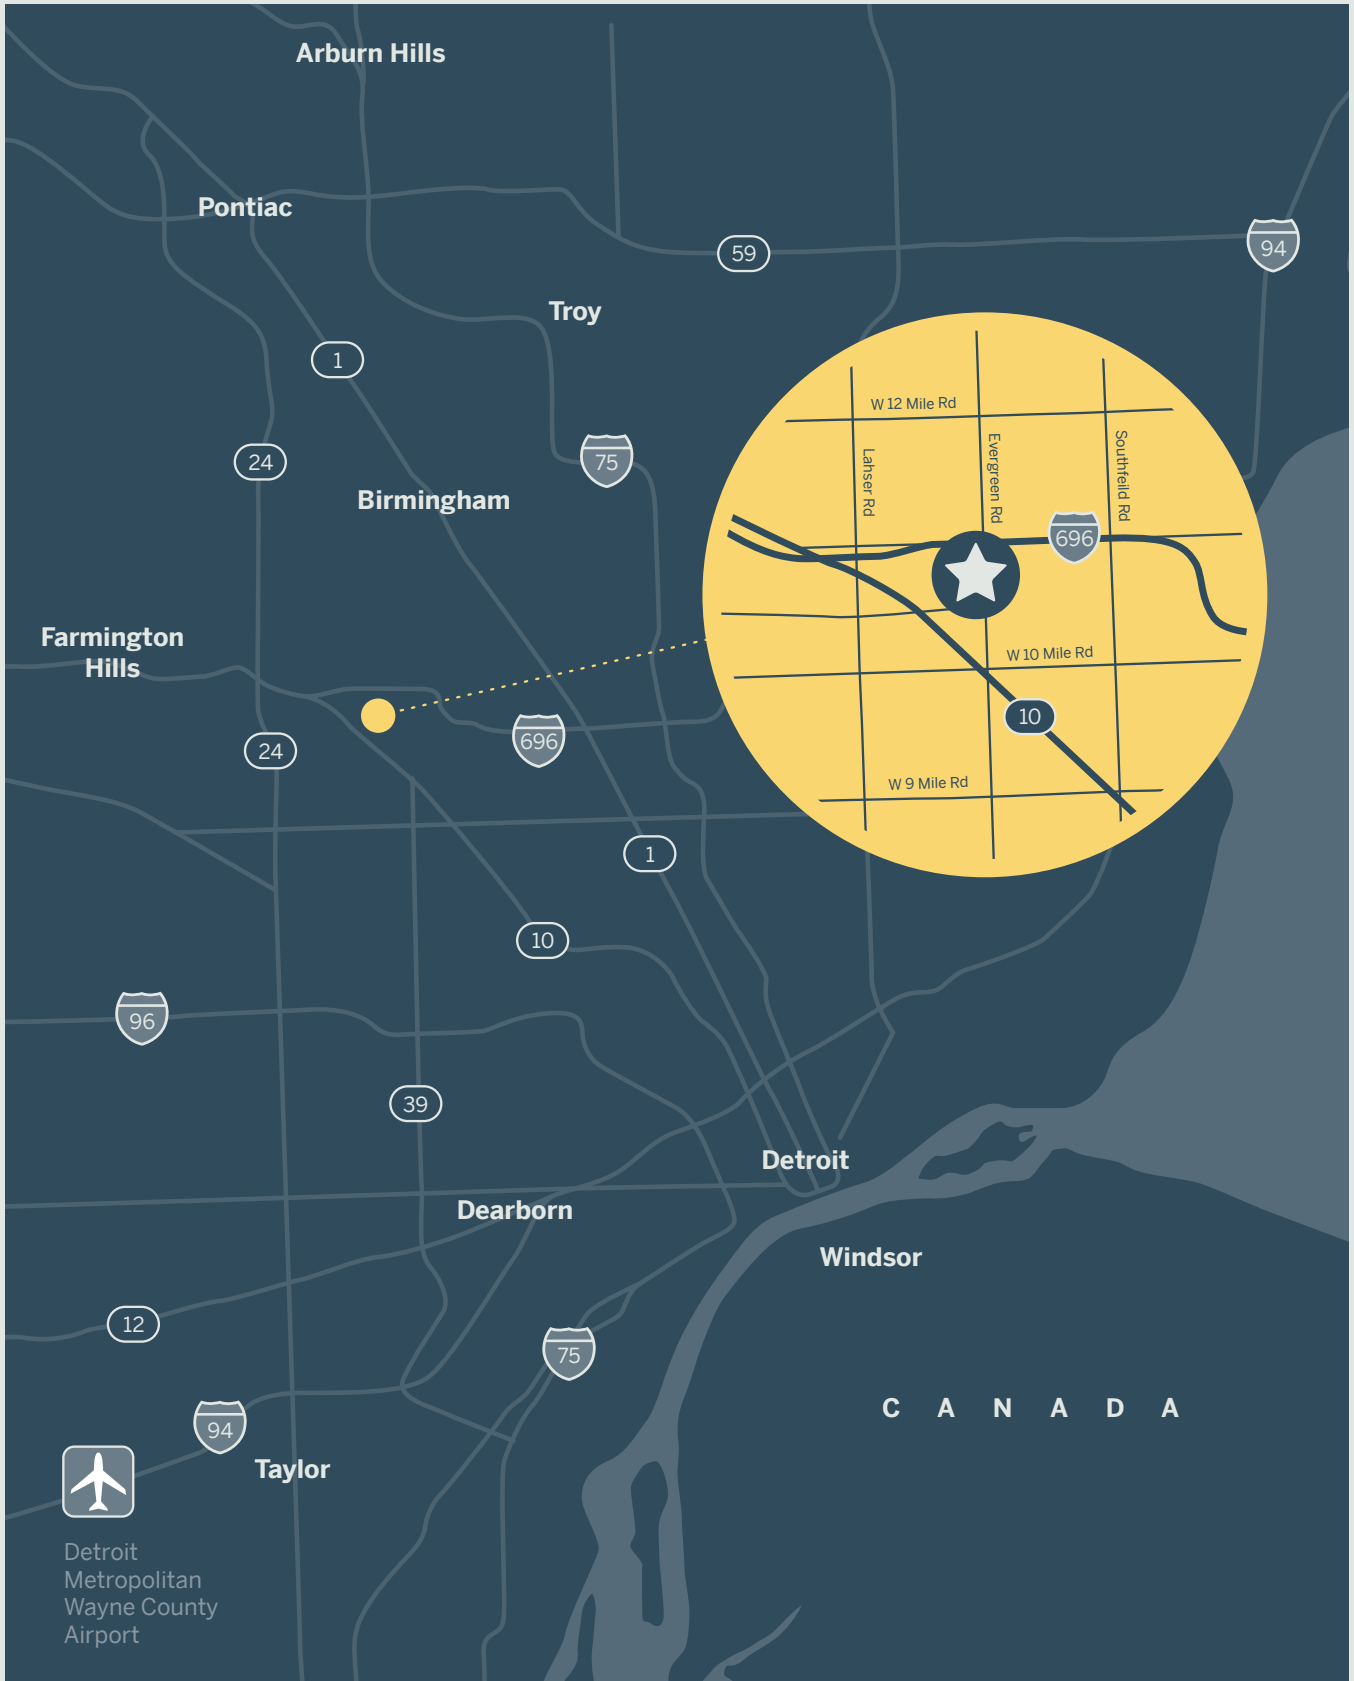 Arburn Hills
Pontiac
59
94
Troy
1
24
75
Birmingham
W 12 Mile Rd
Lahser Rd
Evergreen Rd
Southfeild Rd
696
Farmington
Hills
W 10 Mile Rd
10
24
696
W 9 Mile Rd
1
10
96
39
Detroit
Dearborn
Windsor
12
75
CANADA
94
Taylor
Detroit
Metropolitan
Wayne County
Airport